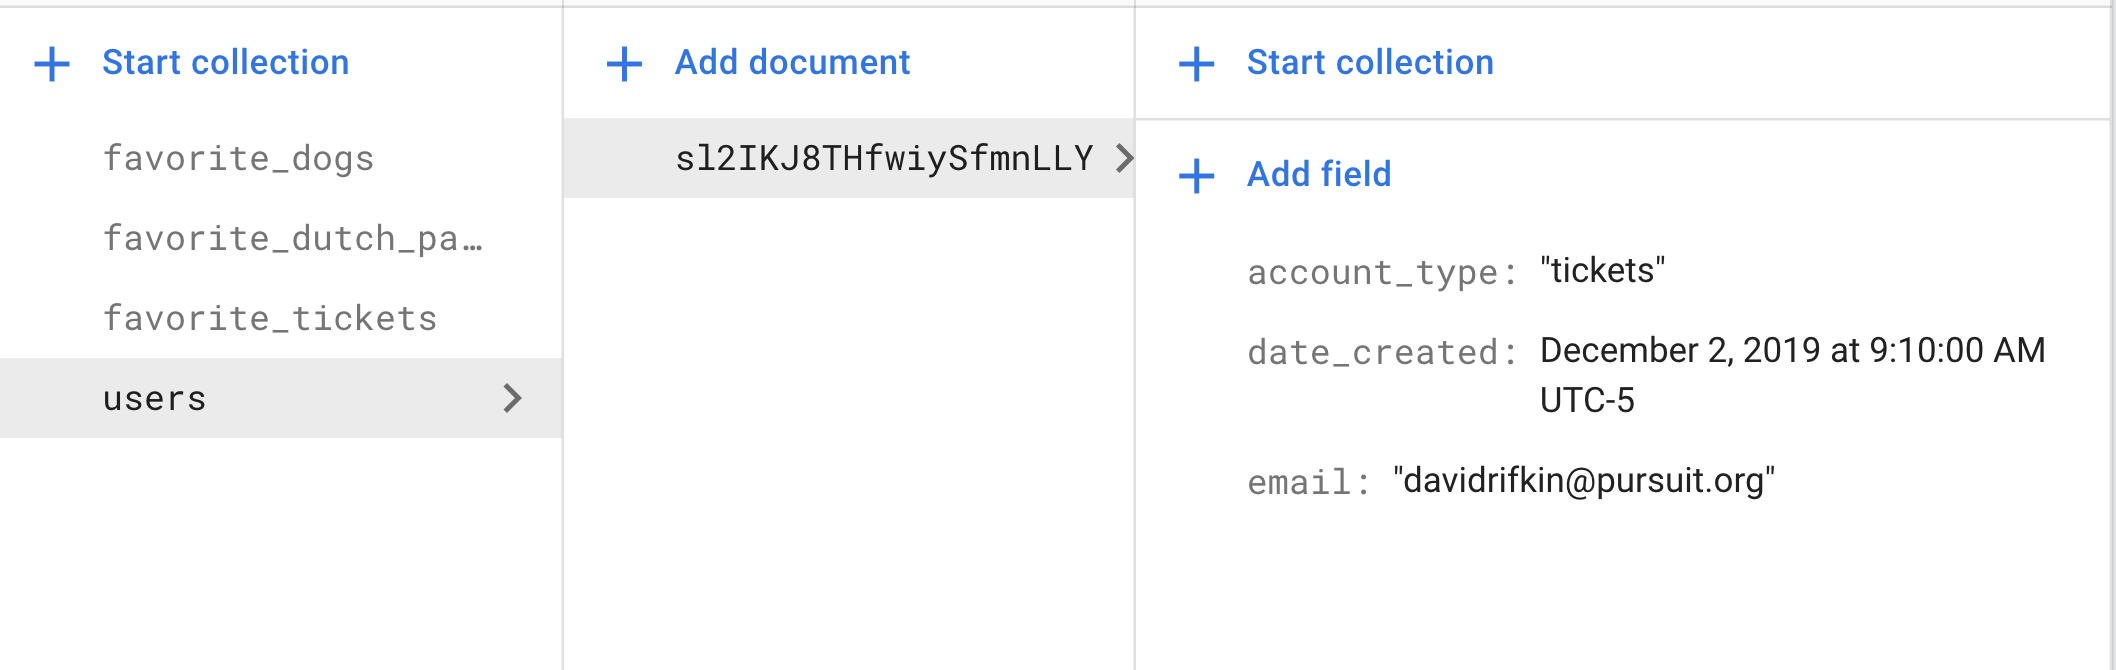 Start collection
favorite_dogs
favorite_dutch_pa…
favorite_tickets
users
Add document
sl2IKJ8THfwiySfmnLLY
Start collection
Add field
account_type: "tickets"
date_created: December 2, 2019 at 9:10:00 AM
UTC-5
email: "davidrifkin@pursuit.org"